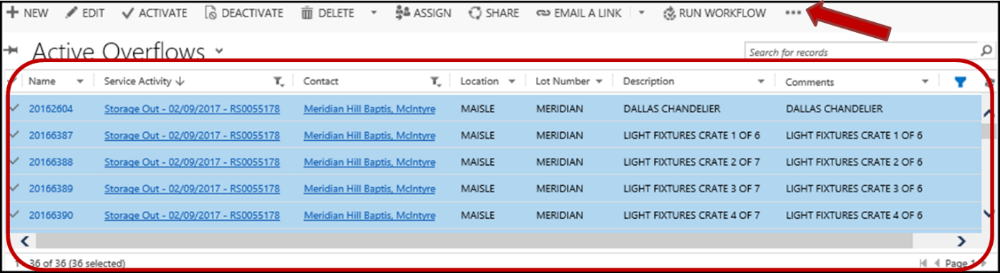 NEW EDIT ACTIVATE DEACTIVATE DELETE ASSIGN SHARE EMAIL A LINK RUN WORKFLOW •••
Active Overflows
Search for records
Name Service Activity Contact Location Lot Number Description Comments
20162604 Storage Out - 02/09/2017 - RS0055178 Meridian Hill Baptis, McIntyre MAISLE MERIDIAN DALLAS CHANDELIER DALLAS CHANDELIER
20166387 Storage Out - 02/09/2017 - RS0055178 Meridian Hill Baptis, McIntyre MAISLE MERIDIAN LIGHT FIXTURES CRATE 1 OF 6 LIGHT FIXTURES CRATE 1 OF 6
20166388 Storage Out - 02/09/2017 - RS0055178 Meridian Hill Baptis, McIntyre MAISLE MERIDIAN LIGHT FIXTURES CRATE 2 OF 7 LIGHT FIXTURES CRATE 2 OF 6
20166389 Storage Out - 02/09/2017 - RS0055178 Meridian Hill Baptis, McIntyre MAISLE MERIDIAN LIGHT FIXTURES CRATE 3 OF 7 LIGHT FIXTURES CRATE 3 OF 6
20166390 Storage Out - 02/09/2017 - RS0055178 Meridian Hill Baptis, McIntyre MAISLE MERIDIAN LIGHT FIXTURES CRATE 4 OF 7 LIGHT FIXTURES CRATE 4 OF 6
36 of 36 (36 selected) Page 1